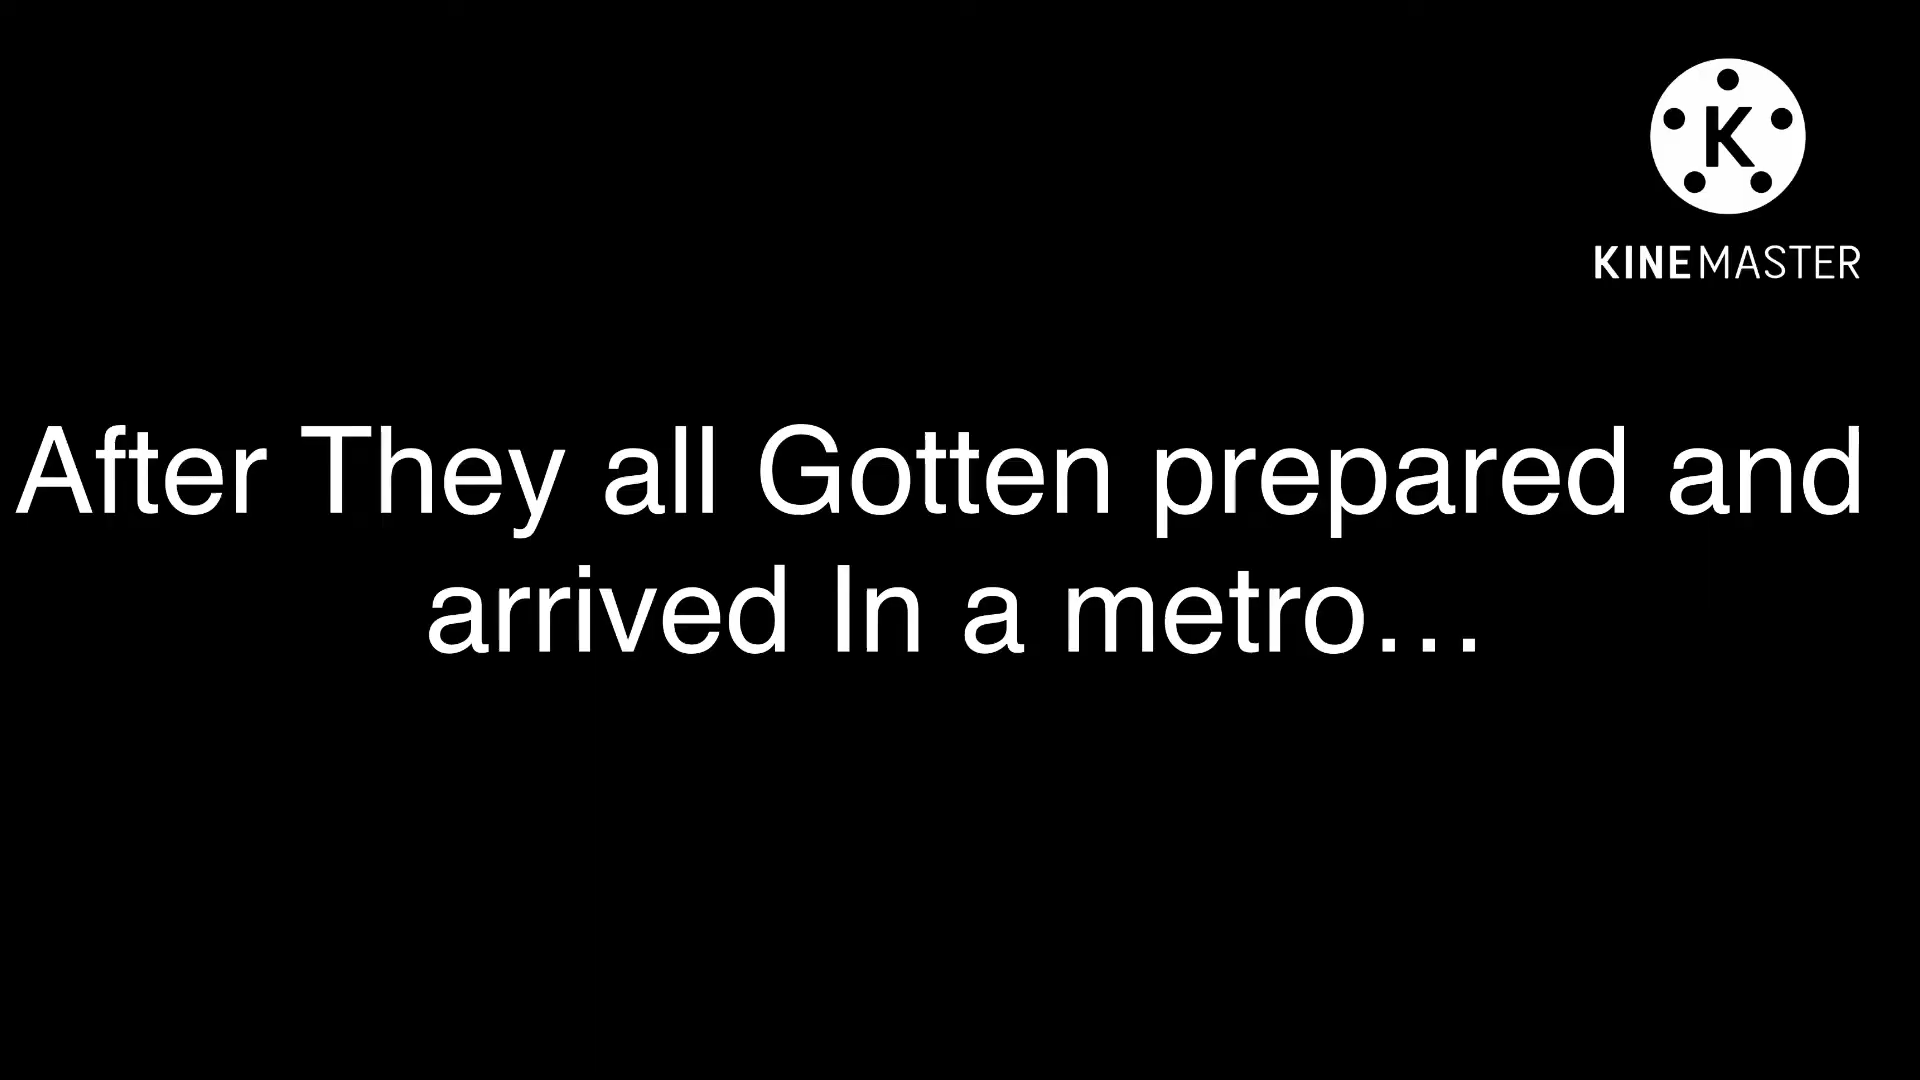 K
KINEMASTER
After They all Gotten prepared and
arrived In a metro...